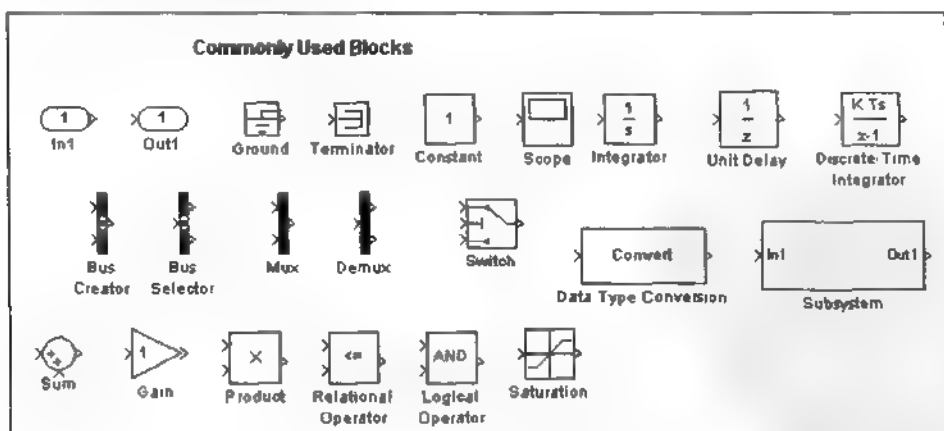 Commonly Used Blocks
1 1 1 1 s 1 z K Ts z-1
In1 Out1 Ground Terminator Constant Scope Integrator Unit Delay Discrete-Time Integrator
Convert In1 Out1
Bus Creator Bus Selector Mux Demux Switch Data Type Conversion Subsystem
1 × <= AND
Sum Gain Product Relational Operator Logical Operator Saturation